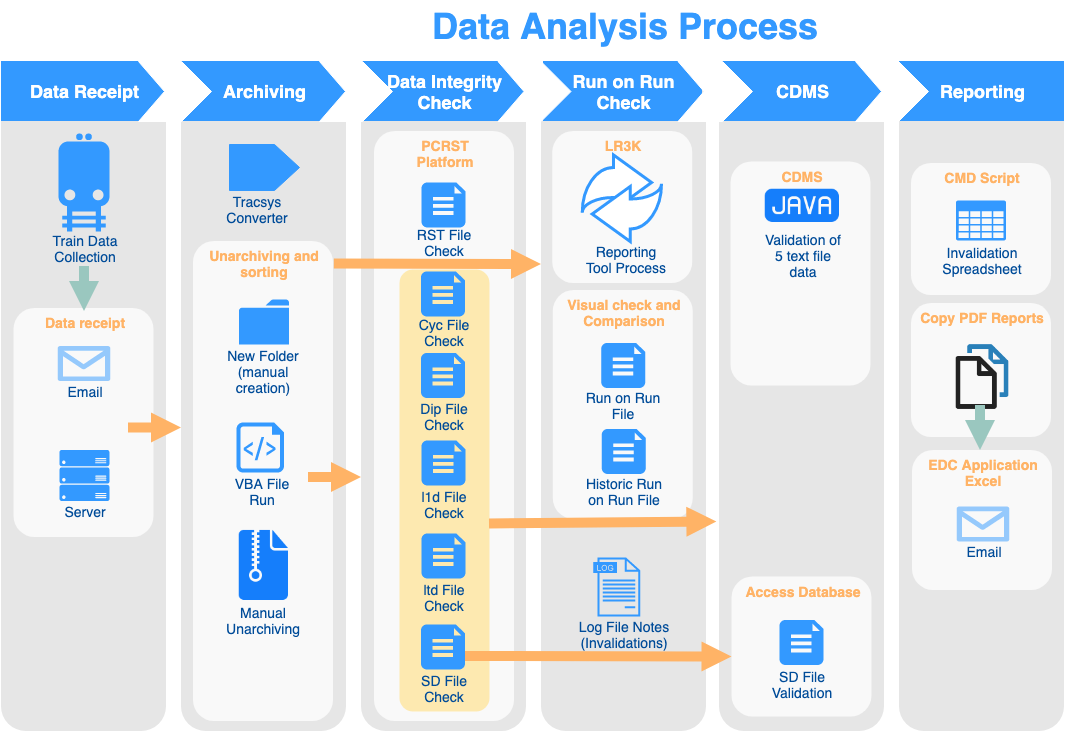 Data Analysis Process
Data Receipt
Archiving
Data Integrity
Check
Run on Run
Check
CDMS
Reporting
Train Data
Collection
Data receipt
Email
Server
Tracsys
Converter
Unarchiving and
sorting
New Folder
(manual
creation)
</>
VBA File
Run
Manual
Unarchiving
PCRST
Platform
RST File
Check
Cyc File
Check
Dip File
Check
I1d File
Check
ltd File
Check
SD File
Check
LR3K
Reporting
Tool Process
Visual check and
Comparison
Run on Run
File
Historic Run
on Run File
LOG
Log File Notes
(Invalidations)
CDMS
JAVA
Validation of
5 text file
data
Access Database
SD File
Validation
CMD Script
Invalidation
Spreadsheet
Copy PDF Reports
EDC Application
Excel
Email